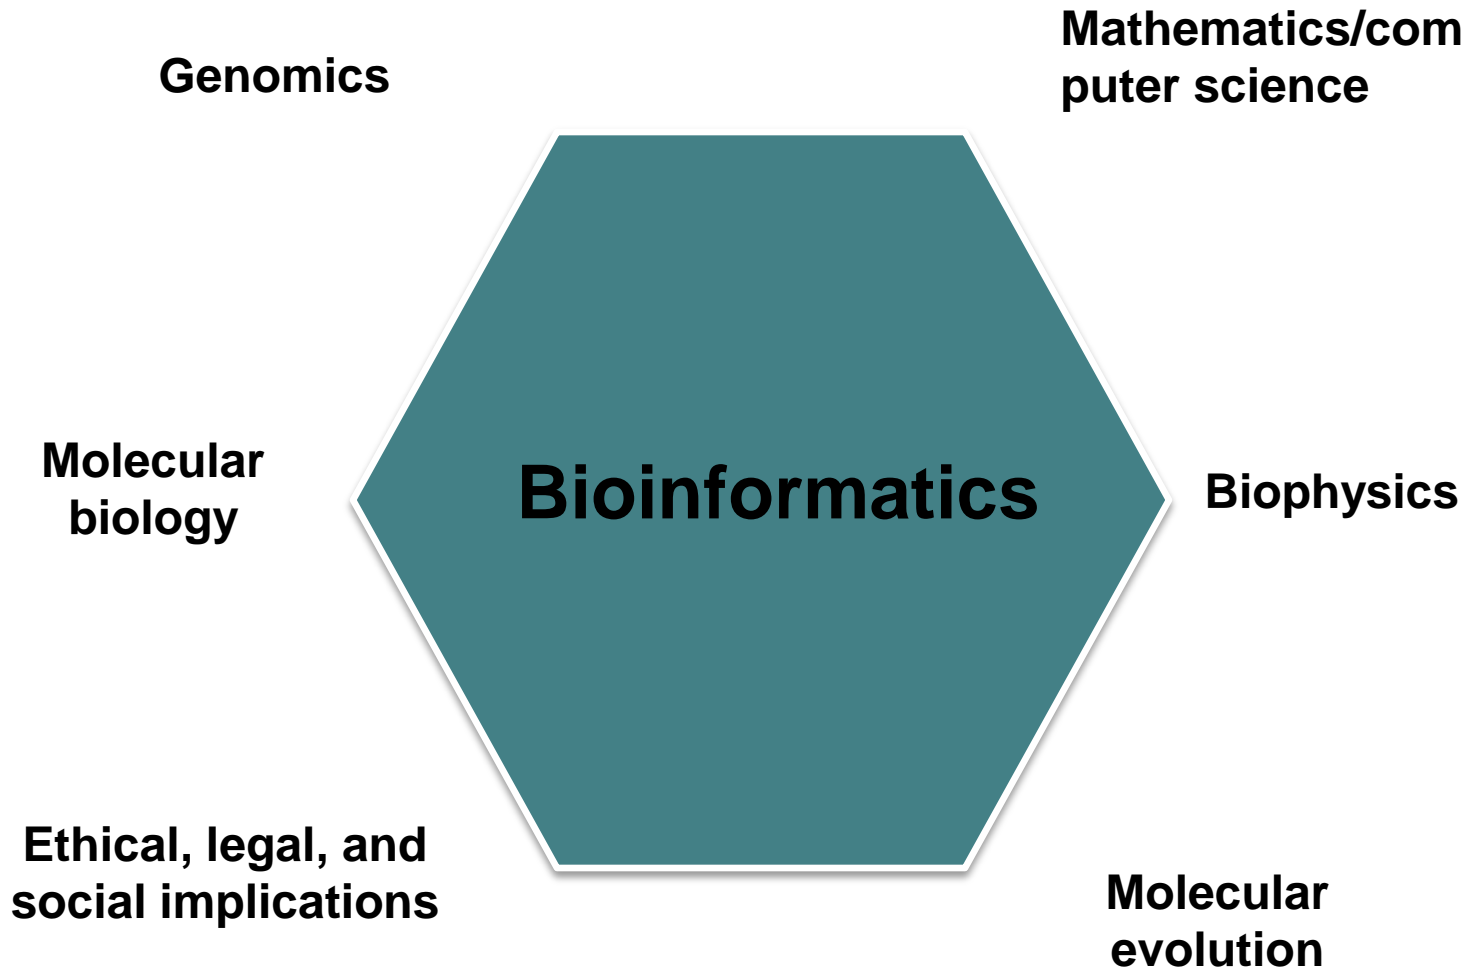 Genomics
Mathematics/com
puter science
Molecular
biology
Bioinformatics
Biophysics
Ethical, legal, and
social implications
Molecular
evolution